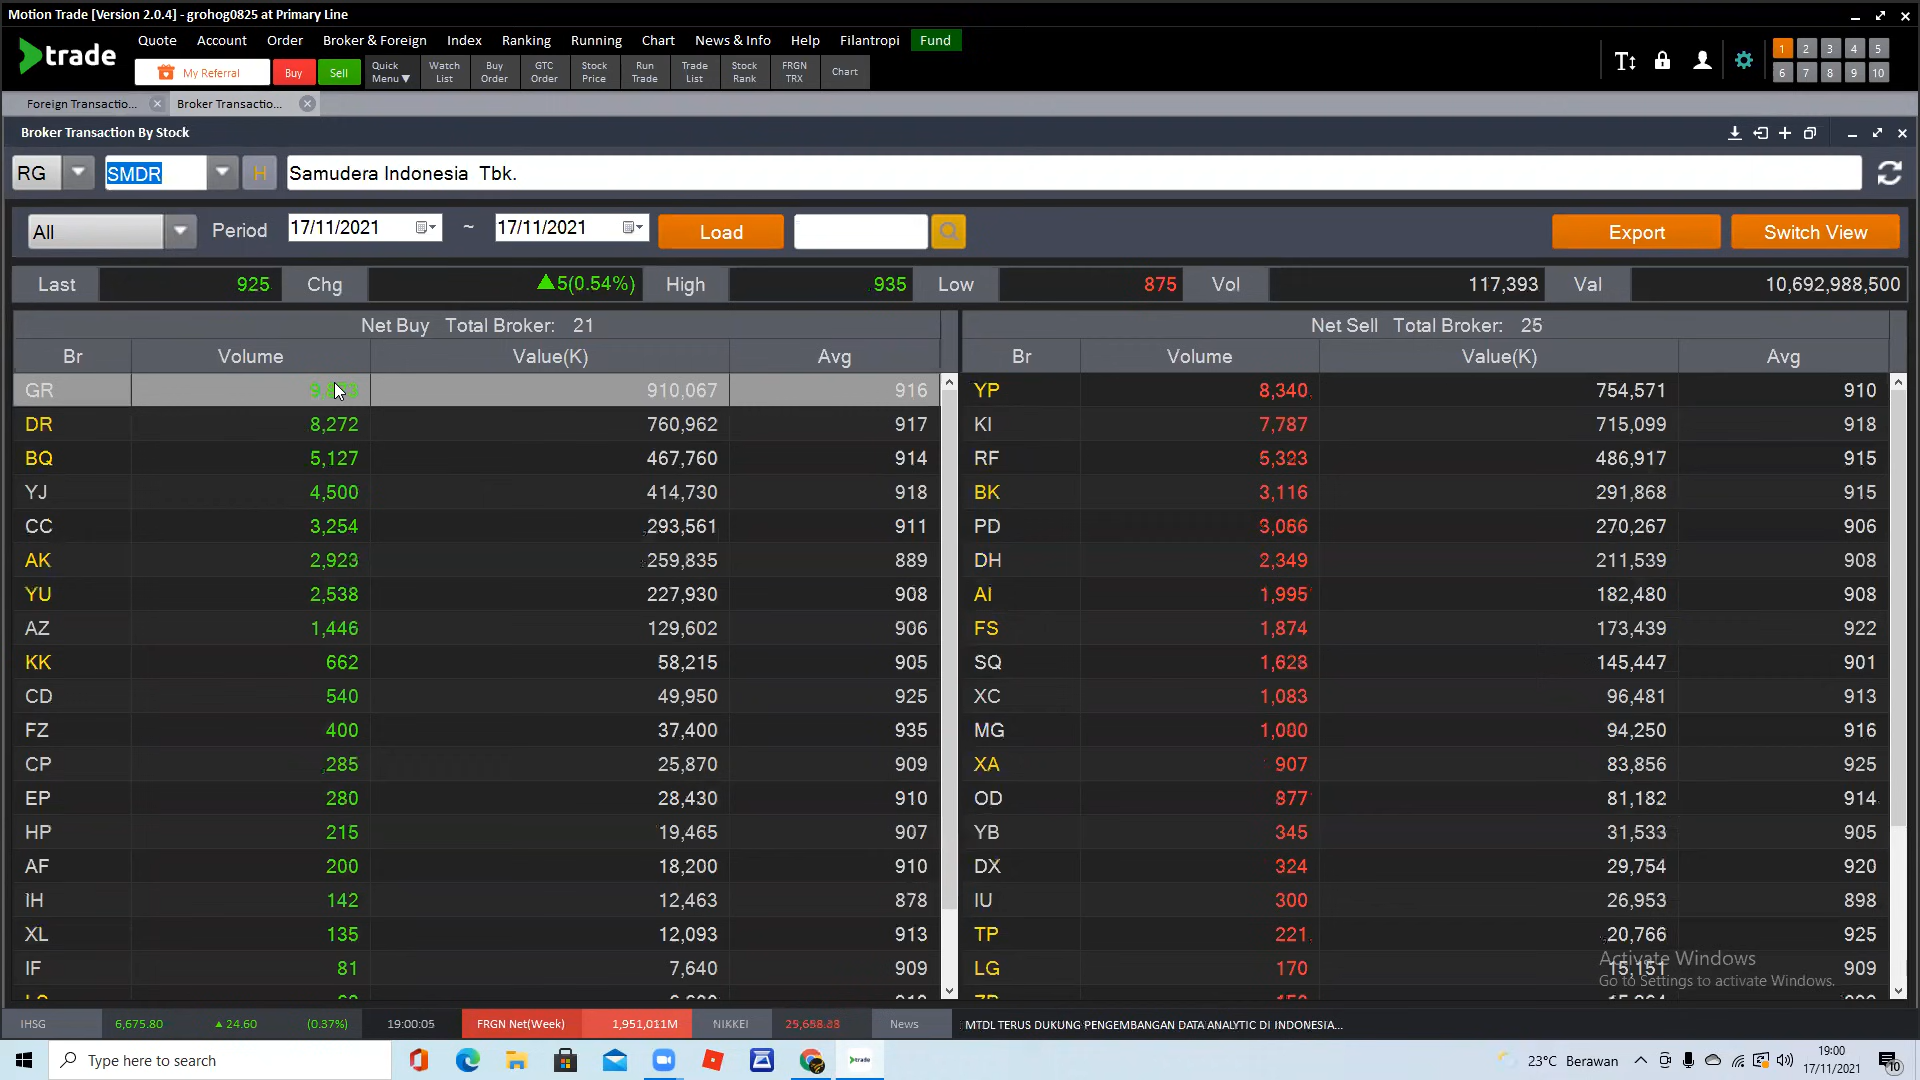 Motion Trade [Version 2.0.4] - grohog0825 at Primary Line
trade
Quote Account Order Broker & Foreign Index Ranking Running Chart News & Info Help Filantropi Fund
My Referral Buy Sell Quick Menu▼ Watch List Buy Order GTC Order Stock Price Run Trade Trade List Stock Rank FRGN TRX Chart
1 2 3 4 5
6 7 8 9 10
Foreign Transactio... Broker Transactio...
Broker Transaction By Stock
RG SMDR H Samudera Indonesia Tbk.
All Period 17/11/2021 ~ 17/11/2021 Load Export Switch View
Last 925 Chg ▲5(0.54%) High 935 Low 875 Vol 117,393 Val 10,692,988,500
Net Buy Total Broker: 21 Net Sell Total Broker: 25
Br Volume Value(K) Avg Br Volume Value(K) Avg
GR 910,067 916 YP 8,340 754,571 910
DR 8,272 760,962 917 KI 7,787 715,099 918
BQ 5,127 467,760 914 RF 5,323 486,917 915
YJ 4,500 414,730 918 BK 3,116 291,868 915
CC 3,254 293,561 911 PD 3,066 270,267 906
AK 2,923 259,835 889 DH 2,349 211,539 908
YU 2,538 227,930 908 AI 1,995 182,480 908
AZ 1,446 129,602 906 FS 1,874 173,439 922
KK 662 58,215 905 SQ 1,628 145,447 901
CD 540 49,950 925 XC 1,083 96,481 913
FZ 400 37,400 935 MG 1,000 94,250 916
CP 285 25,870 909 XA 907 83,856 925
EP 280 28,430 910 OD 877 81,182 914
HP 215 19,465 907 YB 345 31,533 905
AF 200 18,200 910 DX 324 29,754 920
IH 142 12,463 878 IU 300 26,953 898
XL 135 12,093 913 TP 221 20,766 925
IF 81 7,640 909 LG 170 15,151 909
Activate Windows
Go to Settings to activate Windows.
IHSG 6,675.80 ▲ 24.60 (0.37%) 19:00:05 FRGN Net(Week) 1,951,011M NIKKEI News MTDL TERUS DUKUNG PENGEMBANGAN DATA ANALYTIC DI INDONESIA...
Type here to search
trade
23°C Berawan
19:00
17/11/2021
10